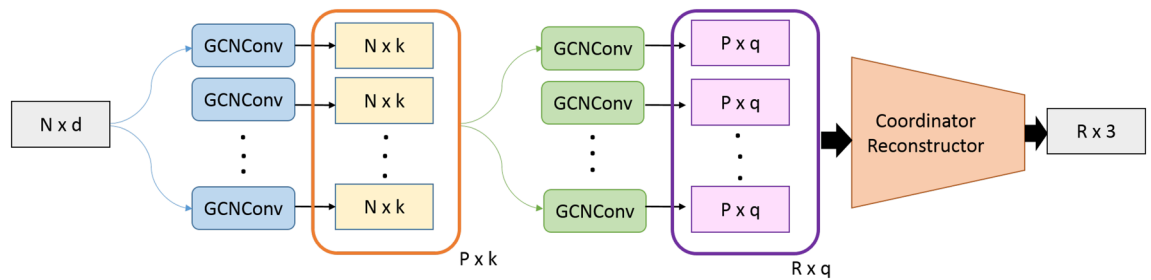 N x d
GCNConv
GCNConv
GCNConv
N x k
N x k
N x k
P x k
GCNConv
GCNConv
GCNConv
P x q
P x q
P x q
R x q
Coordinator
Reconstructor
R x 3